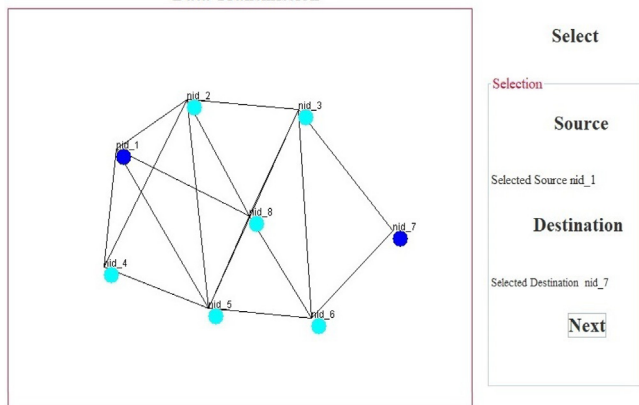 Select
nid_2
nid_3
Selection
Source
nid_1
Selected Source nid_1
nid_8
Destination
nid_7
nid_4
Selected Destination nid_7
nid_5
nid_6
Next